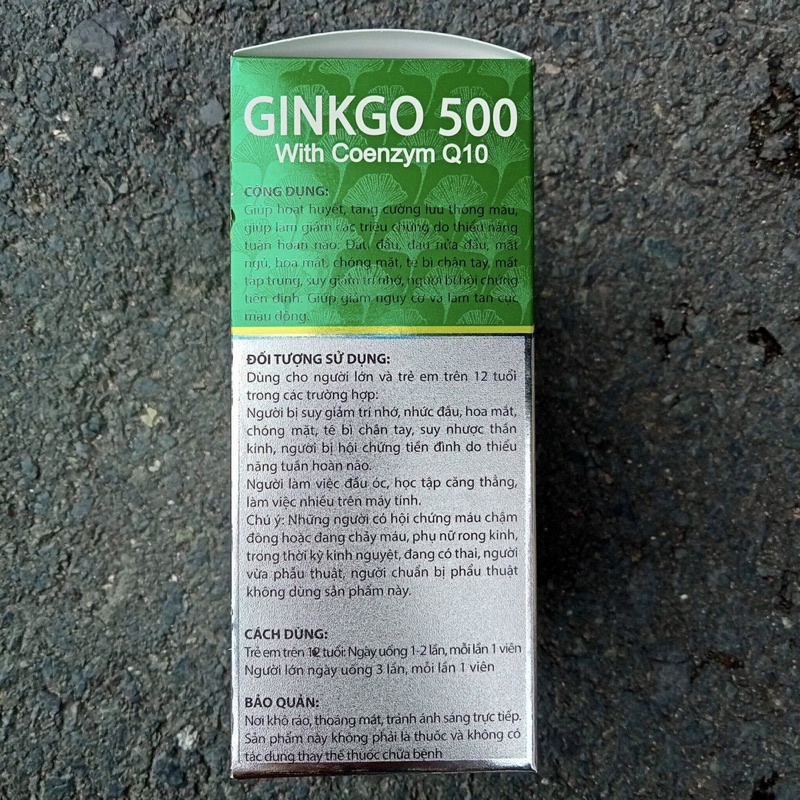 GINKGO 500
With Coenzym Q10
CÔNG DỤNG:
Giúp hoạt huyết, tăng cường lưu thông máu,
giúp làm giảm các triệu chứng do thiểu năng
tuần hoàn não: Đau đầu, đau nửa đầu, mất
ngủ, hoa mắt, chóng mặt, tê bì chân tay, mất
tập trung, suy giảm trí nhớ, người bị hội chứng
tiền đình. Giúp giảm nguy cơ và làm tan cục
máu đông.
ĐỐI TƯỢNG SỬ DỤNG:
Dùng cho người lớn và trẻ em trên 12 tuổi
trong các trường hợp:
Người bị suy giảm trí nhớ, nhức đầu, hoa mắt,
chóng mặt, tê bì chân tay, suy nhược thần
kinh, người bị hội chứng tiền đình do thiểu
năng tuần hoàn não.
Người làm việc đầu óc, học tập căng thẳng,
làm việc nhiều trên máy tính.
Chú ý: Những người có hội chứng máu chậm
đông hoặc đang chảy máu, phụ nữ rong kinh,
trong thời kỳ kinh nguyệt, đang có thai, người
vừa phẫu thuật, người chuẩn bị phẫu thuật
không dùng sản phẩm này.
CÁCH DÙNG:
Trẻ em trên 12 tuổi: Ngày uống 1-2 lần, mỗi lần 1 viên
Người lớn ngày uống 3 lần, mỗi lần 1 viên
BẢO QUẢN:
Nơi khô ráo, thoáng mát, tránh ánh sáng trực tiếp.
Sản phẩm này không phải là thuốc và không có
tác dụng thay thế thuốc chữa bệnh